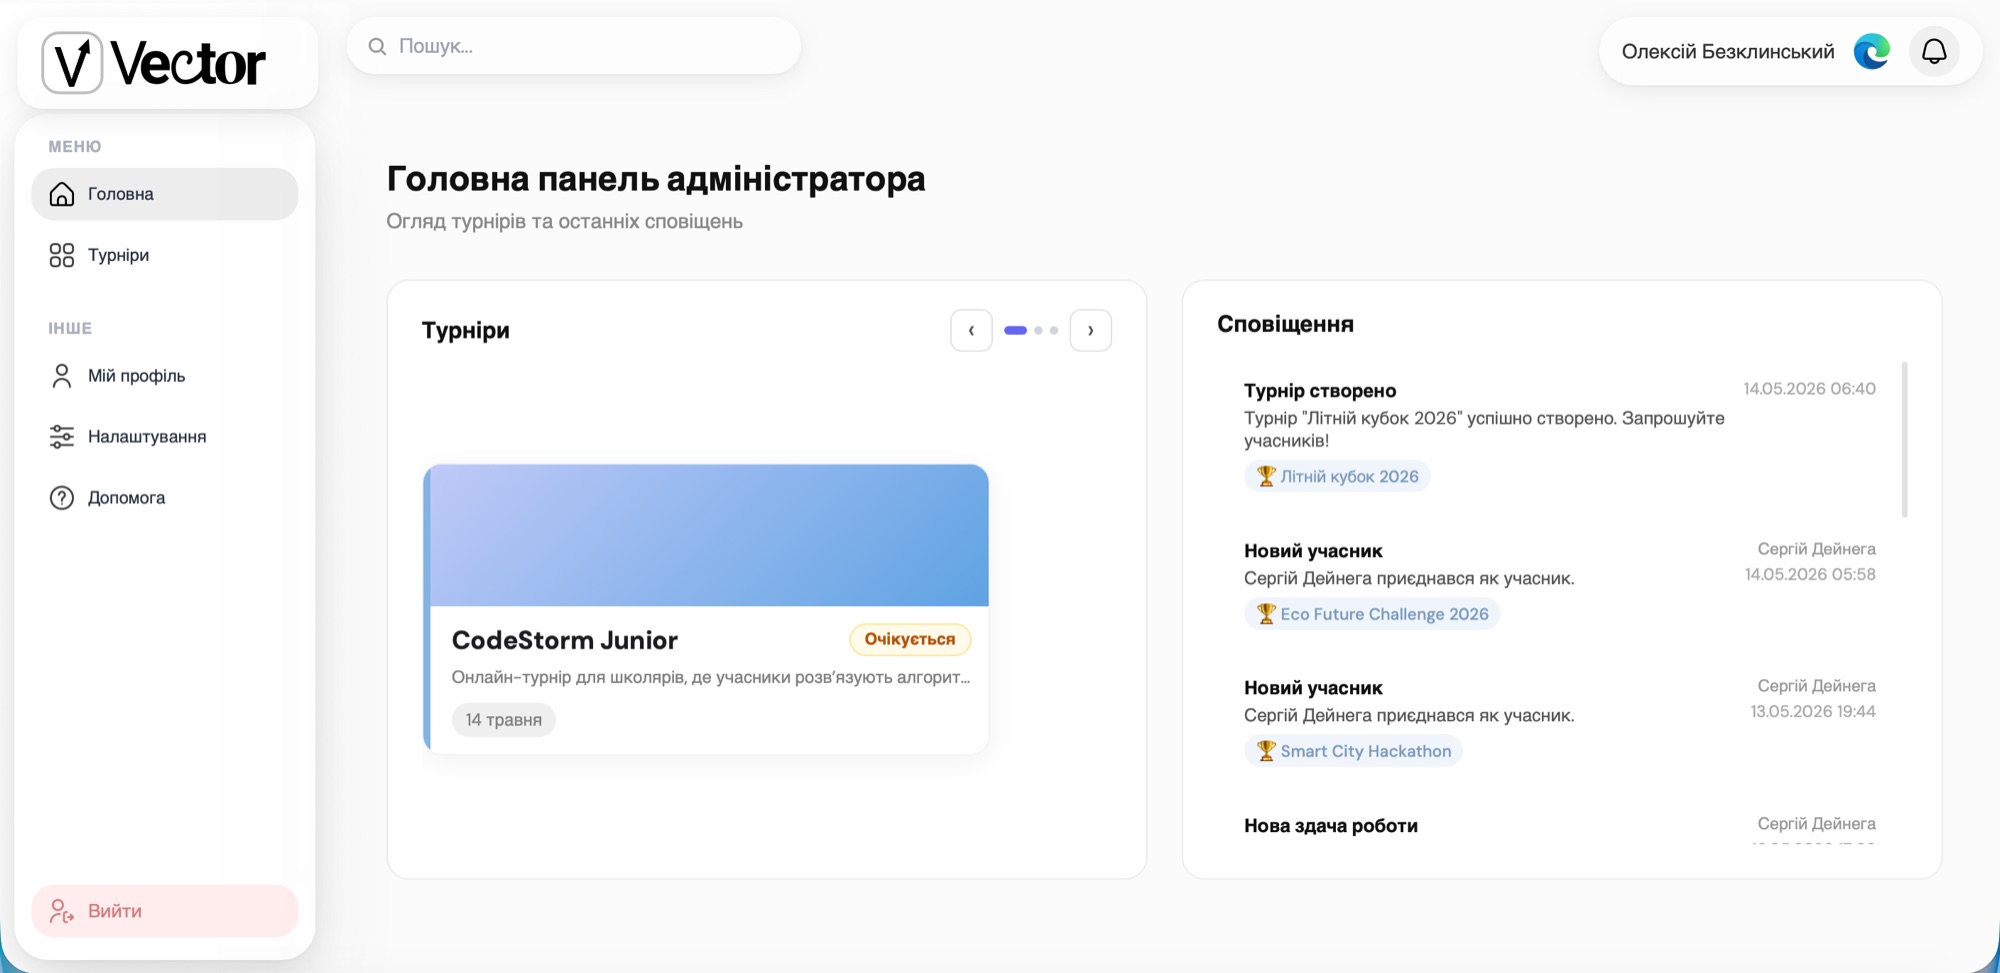 Vector
Пошук...
Олексій Безклинський
МЕНЮ
Головна
Турніри
ІНШЕ
Мій профіль
Налаштування
Допомога
Вийти
Головна панель адміністратора
Огляд турнірів та останніх сповіщень
Турніри
CodeStorm Junior
Очікується
Онлайн-турнір для школярів, де учасники розв’язують алгорит...
14 травня
Сповіщення
Турнір створено
14.05.2026 06:40
Турнір "Літній кубок 2026" успішно створено. Запрошуйте
учасників!
🏆 Літній кубок 2026
Новий учасник
Сергій Дейнега
Сергій Дейнега приєднався як учасник.
14.05.2026 05:58
🏆 Eco Future Challenge 2026
Новий учасник
Сергій Дейнега
Сергій Дейнега приєднався як учасник.
13.05.2026 19:44
🏆 Smart City Hackathon
Нова здача роботи
Сергій Дейнега